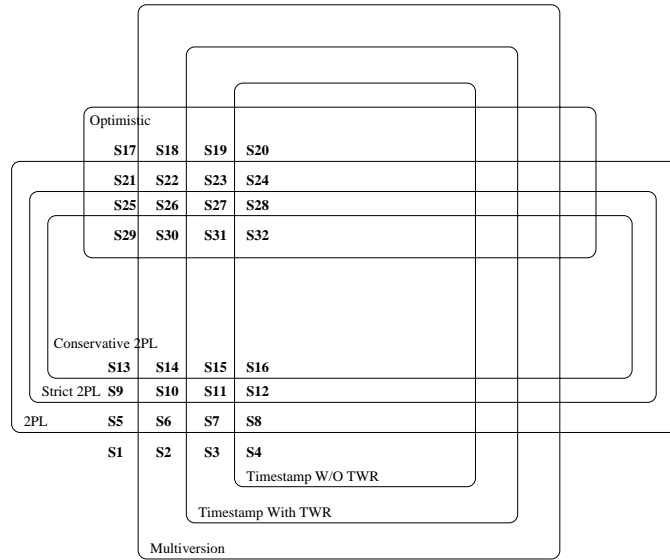 Optimistic
S17 S18 S19 S20
S21 S22 S23 S24
S25 S26 S27 S28
S29 S30 S31 S32
Conservative 2PL
S13 S14 S15 S16
Strict 2PL S9 S10 S11 S12
2PL S5 S6 S7 S8
S1 S2 S3 S4
Timestamp W/O TWR
Timestamp With TWR
Multiversion